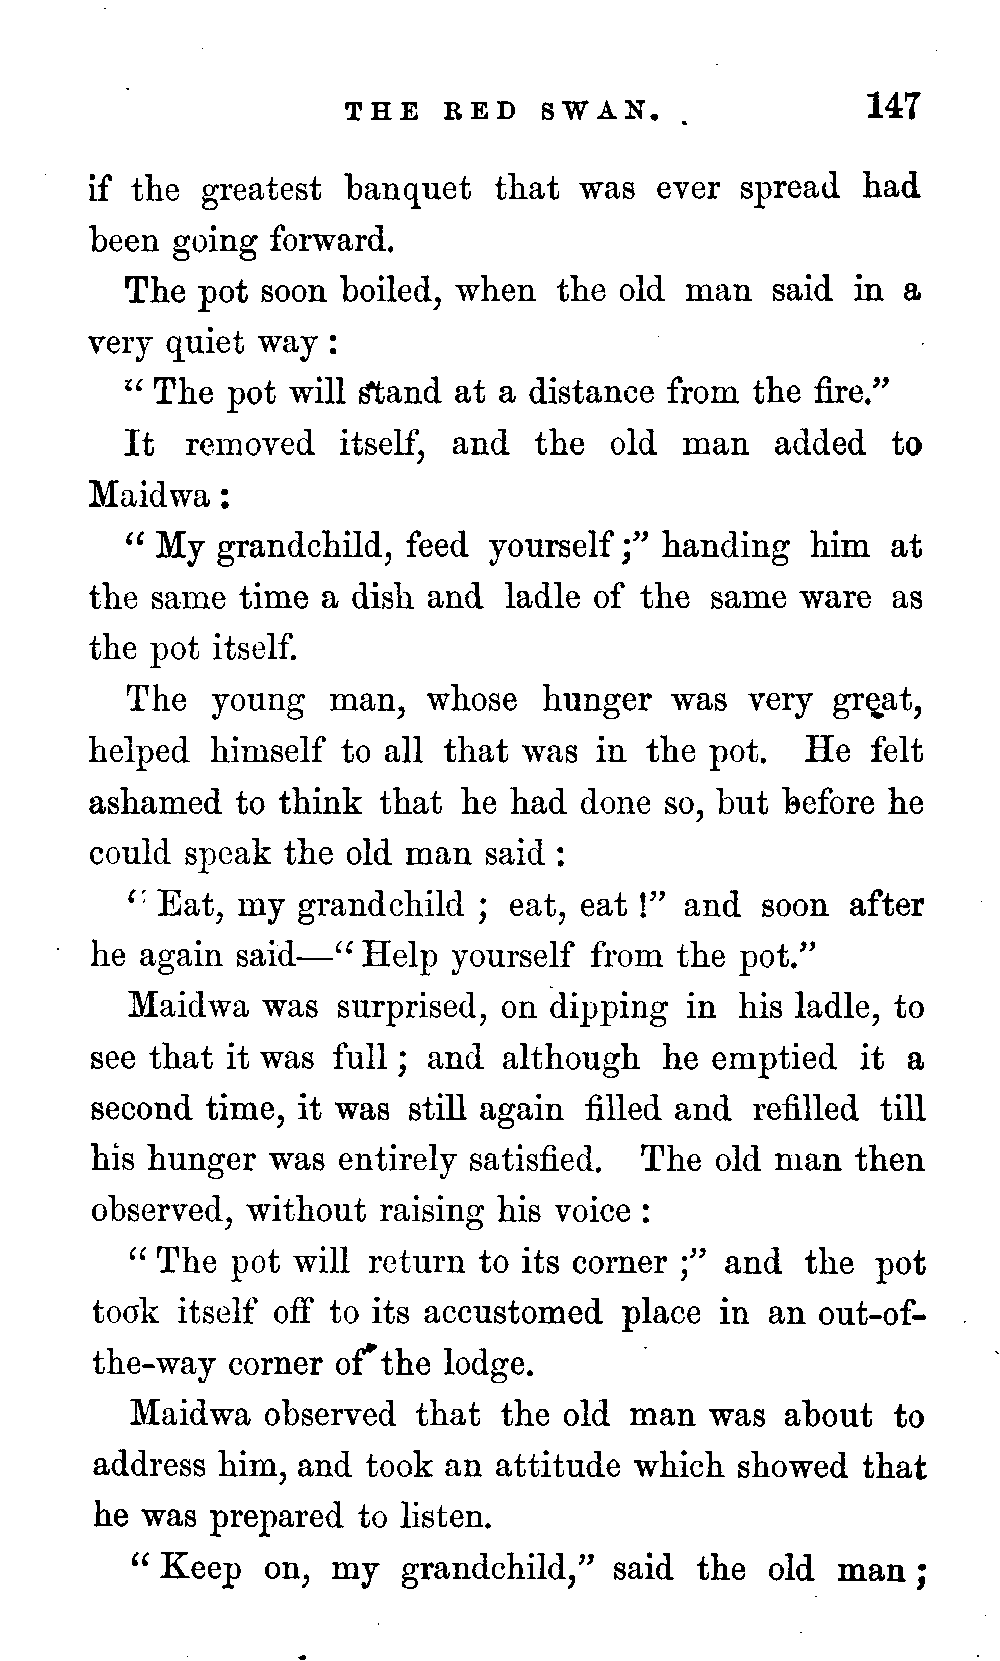 THE RED SWAN. 147
if the greatest banquet that was ever spread had
been going forward.
The pot soon boiled, when the old man said in a
very quiet way :
“ The pot will stand at a distance from the fire.”
It removed itself, and the old man added to
Maidwa :
“ My grandchild, feed yourself ;” handing him at
the same time a dish and ladle of the same ware as
the pot itself.
The young man, whose hunger was very great,
helped himself to all that was in the pot. He felt
ashamed to think that he had done so, but before he
could speak the old man said :
“ Eat, my grandchild ; eat, eat !” and soon after
he again said—“ Help yourself from the pot.”
Maidwa was surprised, on dipping in his ladle, to
see that it was full ; and although he emptied it a
second time, it was still again filled and refilled till
his hunger was entirely satisfied. The old man then
observed, without raising his voice :
“ The pot will return to its corner ;” and the pot
took itself off to its accustomed place in an out-of-
the-way corner of the lodge.
Maidwa observed that the old man was about to
address him, and took an attitude which showed that
he was prepared to listen.
“ Keep on, my grandchild,” said the old man ;